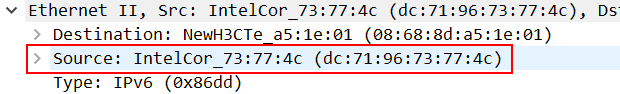 Ethernet II, Src: IntelCor_73:77:4c (dc:71:96:73:77:4c), Dst
Destination: NewH3CTe_a5:1e:01 (08:68:8d:a5:1e:01)
Source: IntelCor_73:77:4c (dc:71:96:73:77:4c)
Type: IPv6 (0x86dd)